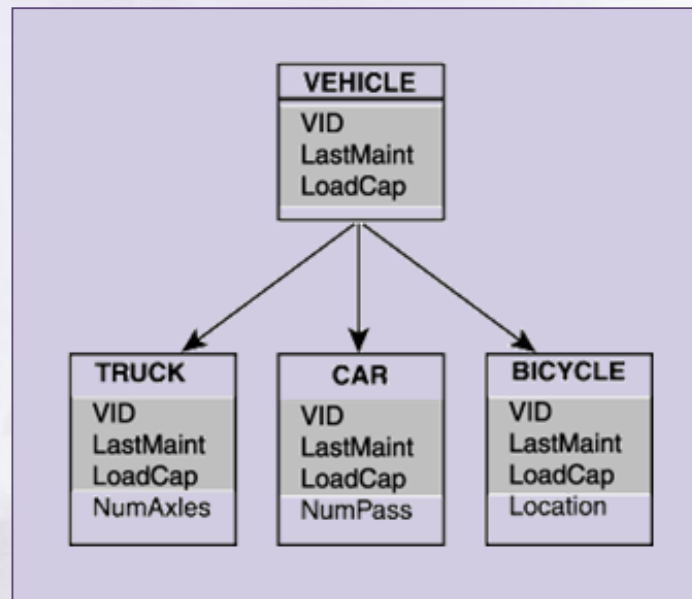 VEHICLE
VID
LastMaint
LoadCap
TRUCK
VID
LastMaint
LoadCap
NumAxles
CAR
VID
LastMaint
LoadCap
NumPass
BICYCLE
VID
LastMaint
LoadCap
Location